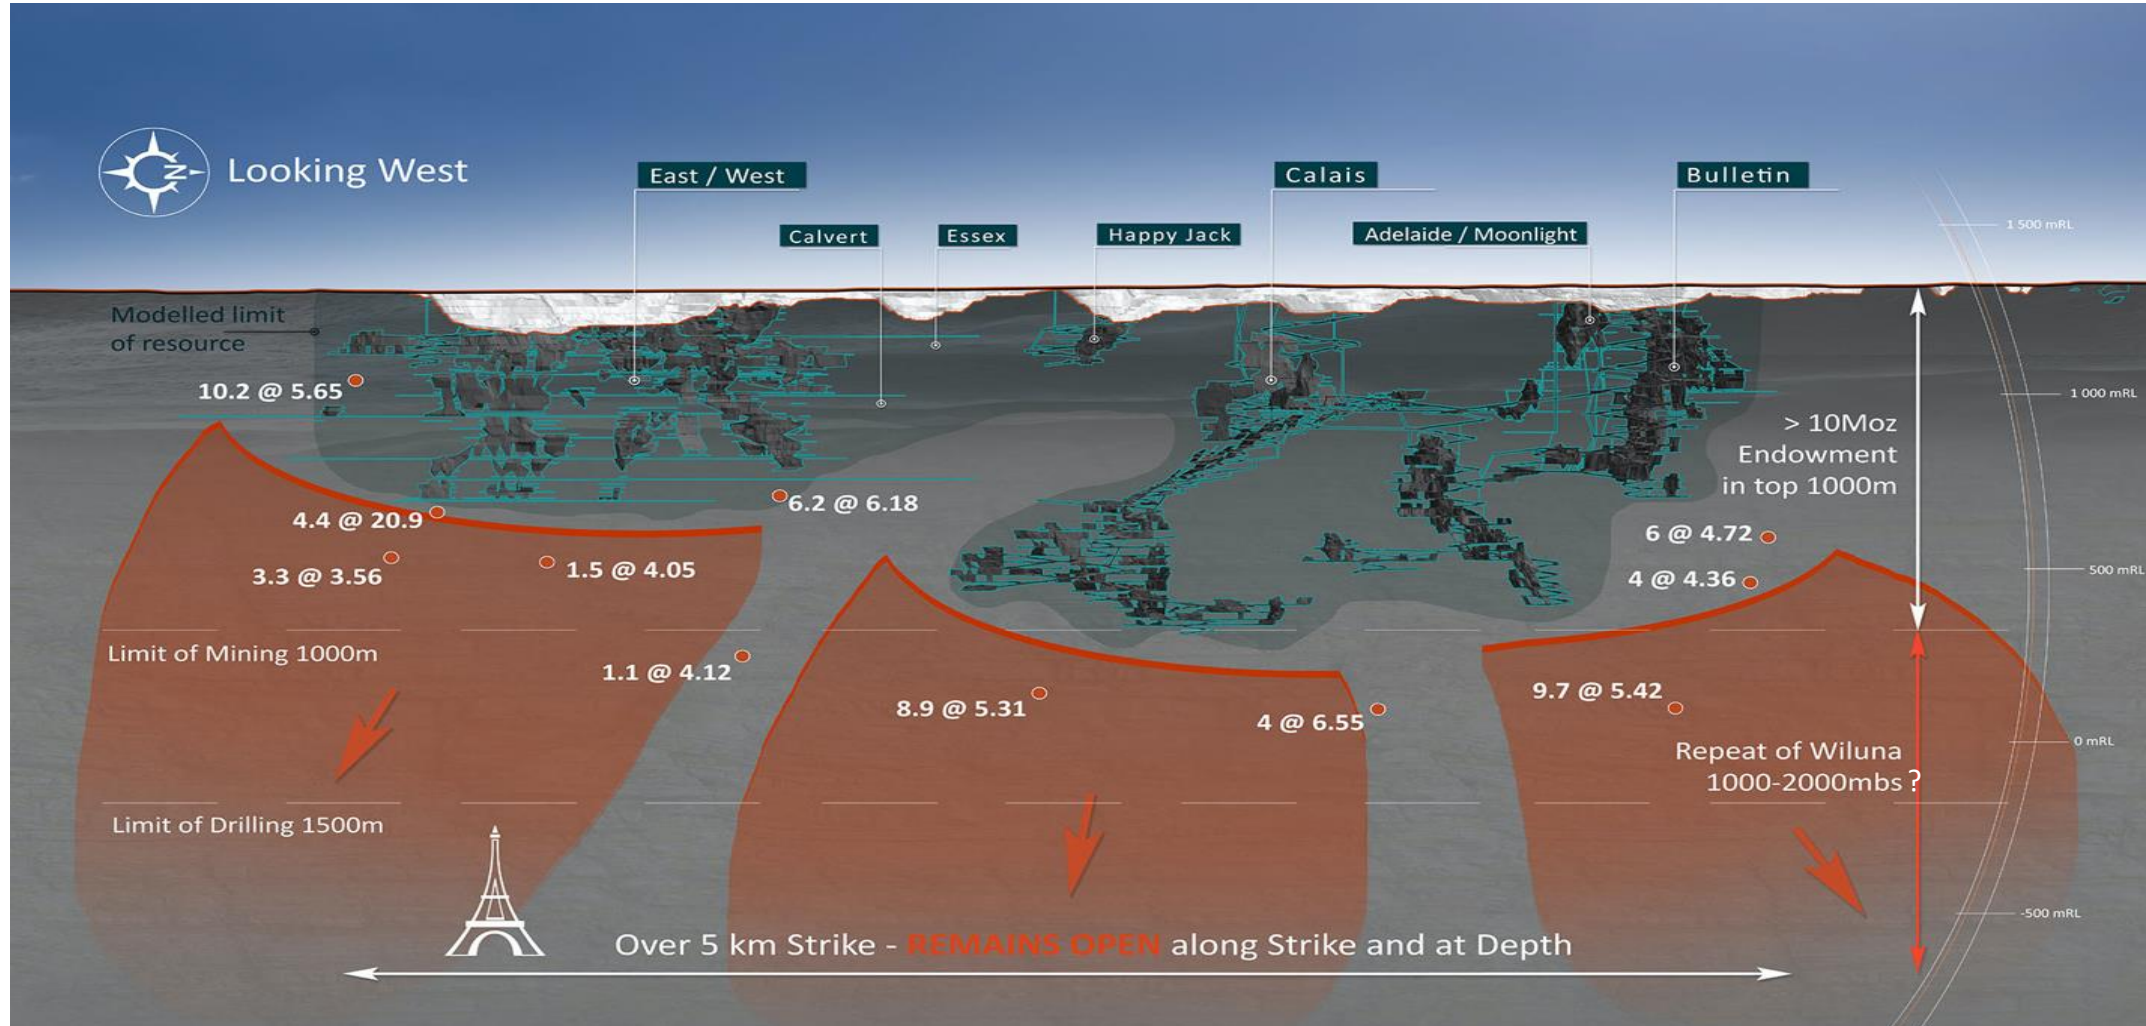 N
Looking West
East / West
Calais
Bulletin
Calvert
Essex
Happy Jack
Adelaide / Moonlight
1 500 mRL
Modelled limit
of resource
10.2 @ 5.65
1 000 mRL
> 10Moz
Endowment
in top 1000m
4.4 @ 20.9
6.2 @ 6.18
6 @ 4.72
3.3 @ 3.56
1.5 @ 4.05
4 @ 4.36
500 mRL
Limit of Mining 1000m
1.1 @ 4.12
8.9 @ 5.31
4 @ 6.55
9.7 @ 5.42
0 mRL
Repeat of Wiluna
1000-2000mbs ?
Limit of Drilling 1500m
-500 mRL
Over 5 km Strike - REMAINS OPEN along Strike and at Depth